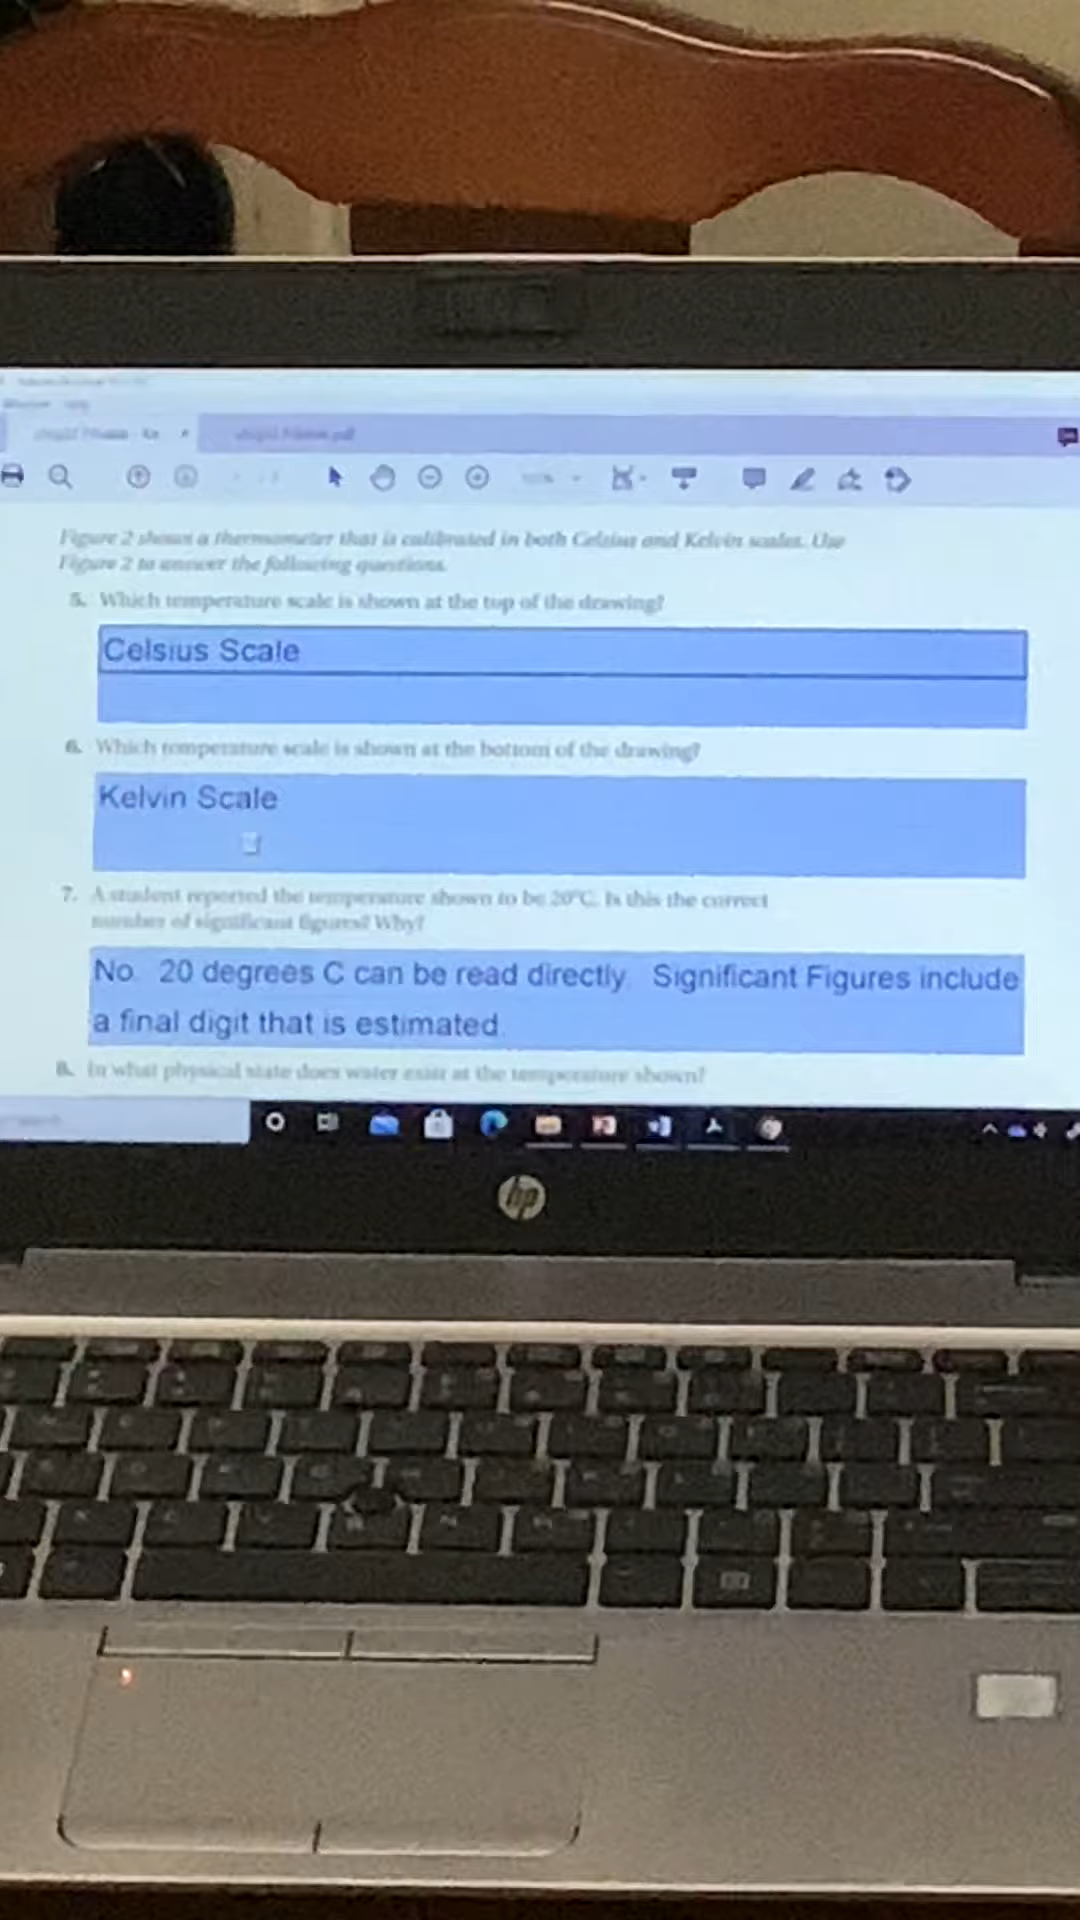 Figure 2 shows a thermometer that is calibrated in both Celsius and Kelvin scales. Use
Figure 2 to answer the following questions.
5. Which temperature scale is shown at the top of the drawing?
Celsius Scale
6. Which temperature scale is shown at the bottom of the drawing?
Kelvin Scale
7. A student reported the temperature shown to be 20°C. Is this the correct
number of significant figures? Why?
No. 20 degrees C can be read directly. Significant Figures include
a final digit that is estimated.
8. In what physical state does water exist at the temperature shown?
hp